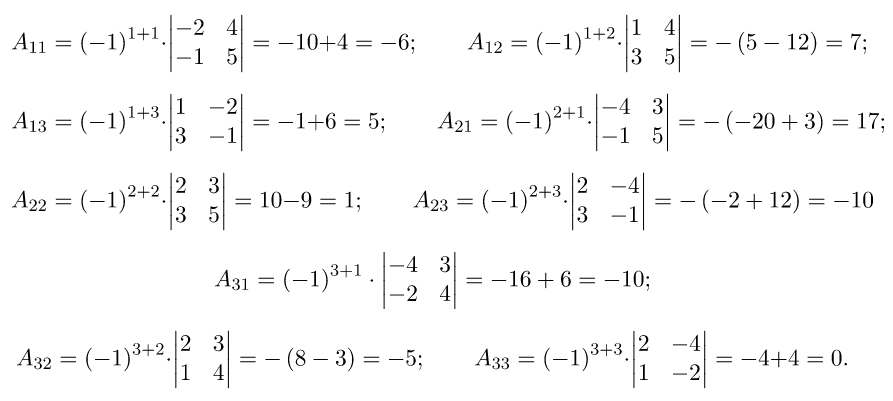 A₁₁ = (−1)¹⁺¹·|−2 4; −1 5| = −10+4 = −6; A₁₂ = (−1)¹⁺²·|1 4; 3 5| = −(5 − 12) = 7;
A₁₃ = (−1)¹⁺³·|1 −2; 3 −1| = −1+6 = 5; A₂₁ = (−1)²⁺¹·|−4 3; −1 5| = −(−20 + 3) = 17;
A₂₂ = (−1)²⁺²·|2 3; 3 5| = 10−9 = 1; A₂₃ = (−1)²⁺³·|2 −4; 3 −1| = −(−2 + 12) = −10
A₃₁ = (−1)³⁺¹ · |−4 3; −2 4| = −16 + 6 = −10;
A₃₂ = (−1)³⁺²·|2 3; 1 4| = −(8 − 3) = −5; A₃₃ = (−1)³⁺³·|2 −4; 1 −2| = −4+4 = 0.